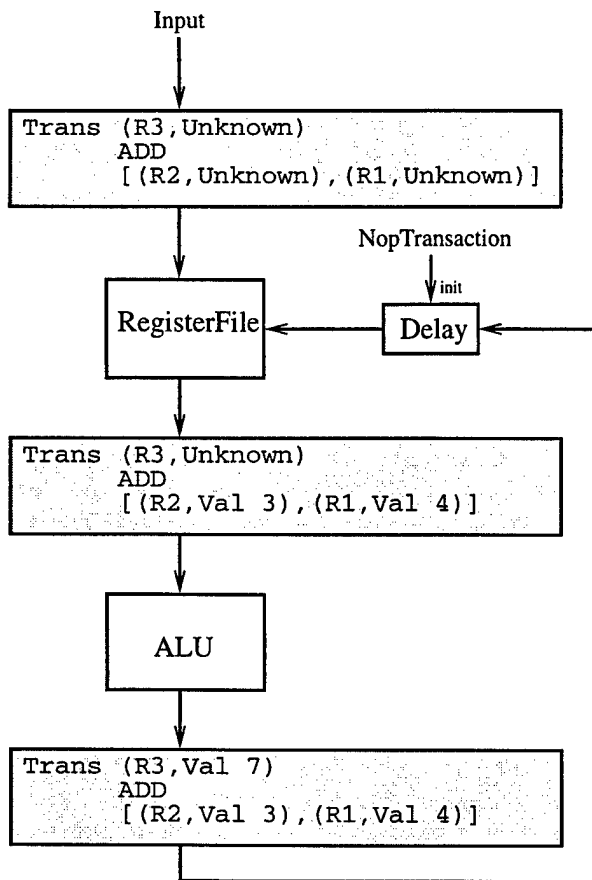 Input
Trans (R3,Unknown)
ADD
[(R2,Unknown),(R1,Unknown)]
NopTransaction
init
RegisterFile
Delay
Trans (R3,Unknown)
ADD
[(R2,Val 3),(R1,Val 4)]
ALU
Trans (R3,Val 7)
ADD
[(R2,Val 3),(R1,Val 4)]